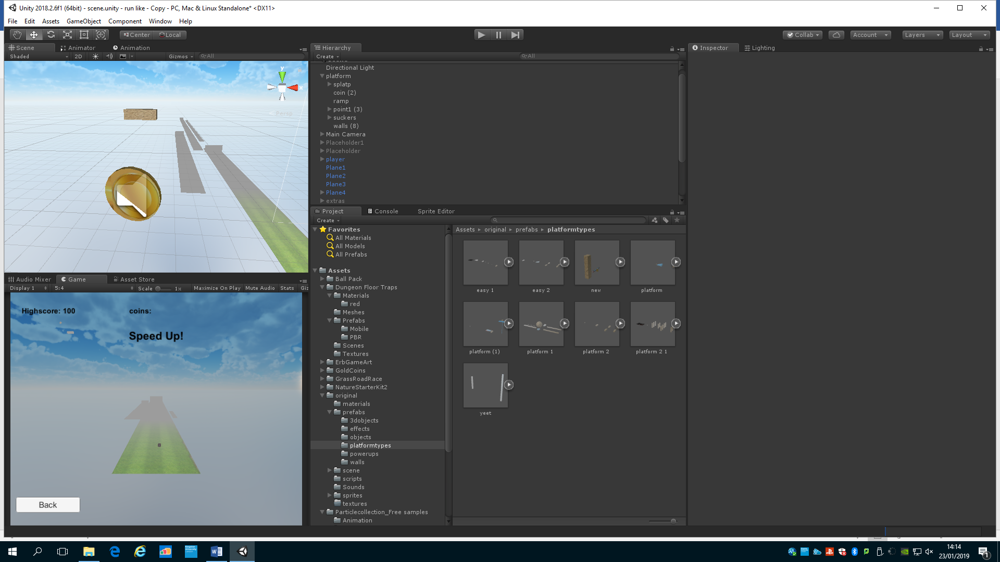 Unity 2018.2.6f1 (64bit) - scene.unity - run like - Copy - PC, Mac & Linux Standalone* <DX11>
File Edit Assets GameObject Component Window Help
Center Local
Collab Account Layers Layout
Scene Animator Animation
Shaded 2D Gizmos All
y
x
Persp
Hierarchy
Create All
Directional Light
platform
splatp
coin (2)
ramp
point1 (3)
suckers
walls (8)
Main Camera
Placeholder1
Placeholder
player
Plane1
Plane2
Plane3
Plane4
extras
Inspector Lighting
Audio Mixer Game Asset Store
Display 1 5:4 Scale 1x Maximize On Play Mute Audio Stats Giz
Highscore: 100 coins:
Speed Up!
Back
Project Console Sprite Editor
Create
Favorites
All Materials
All Models
All Prefabs
Assets
Ball Pack
Dungeon Floor Traps
Materials
red
Meshes
Prefabs
Mobile
PBR
Scenes
Textures
ErbGameArt
GoldCoins
GrassRoadRace
NatureStarterKit2
original
materials
prefabs
3dobjects
effects
objects
platformtypes
powerups
walls
scene
scripts
Sounds
sprites
textures
Particlecollection_Free samples
Animation
Assets original prefabs platformtypes
easy 1 easy 2 new platform
platform (1) platform 1 platform 2 platform 2 1
yeet
14:14
23/01/2019
1